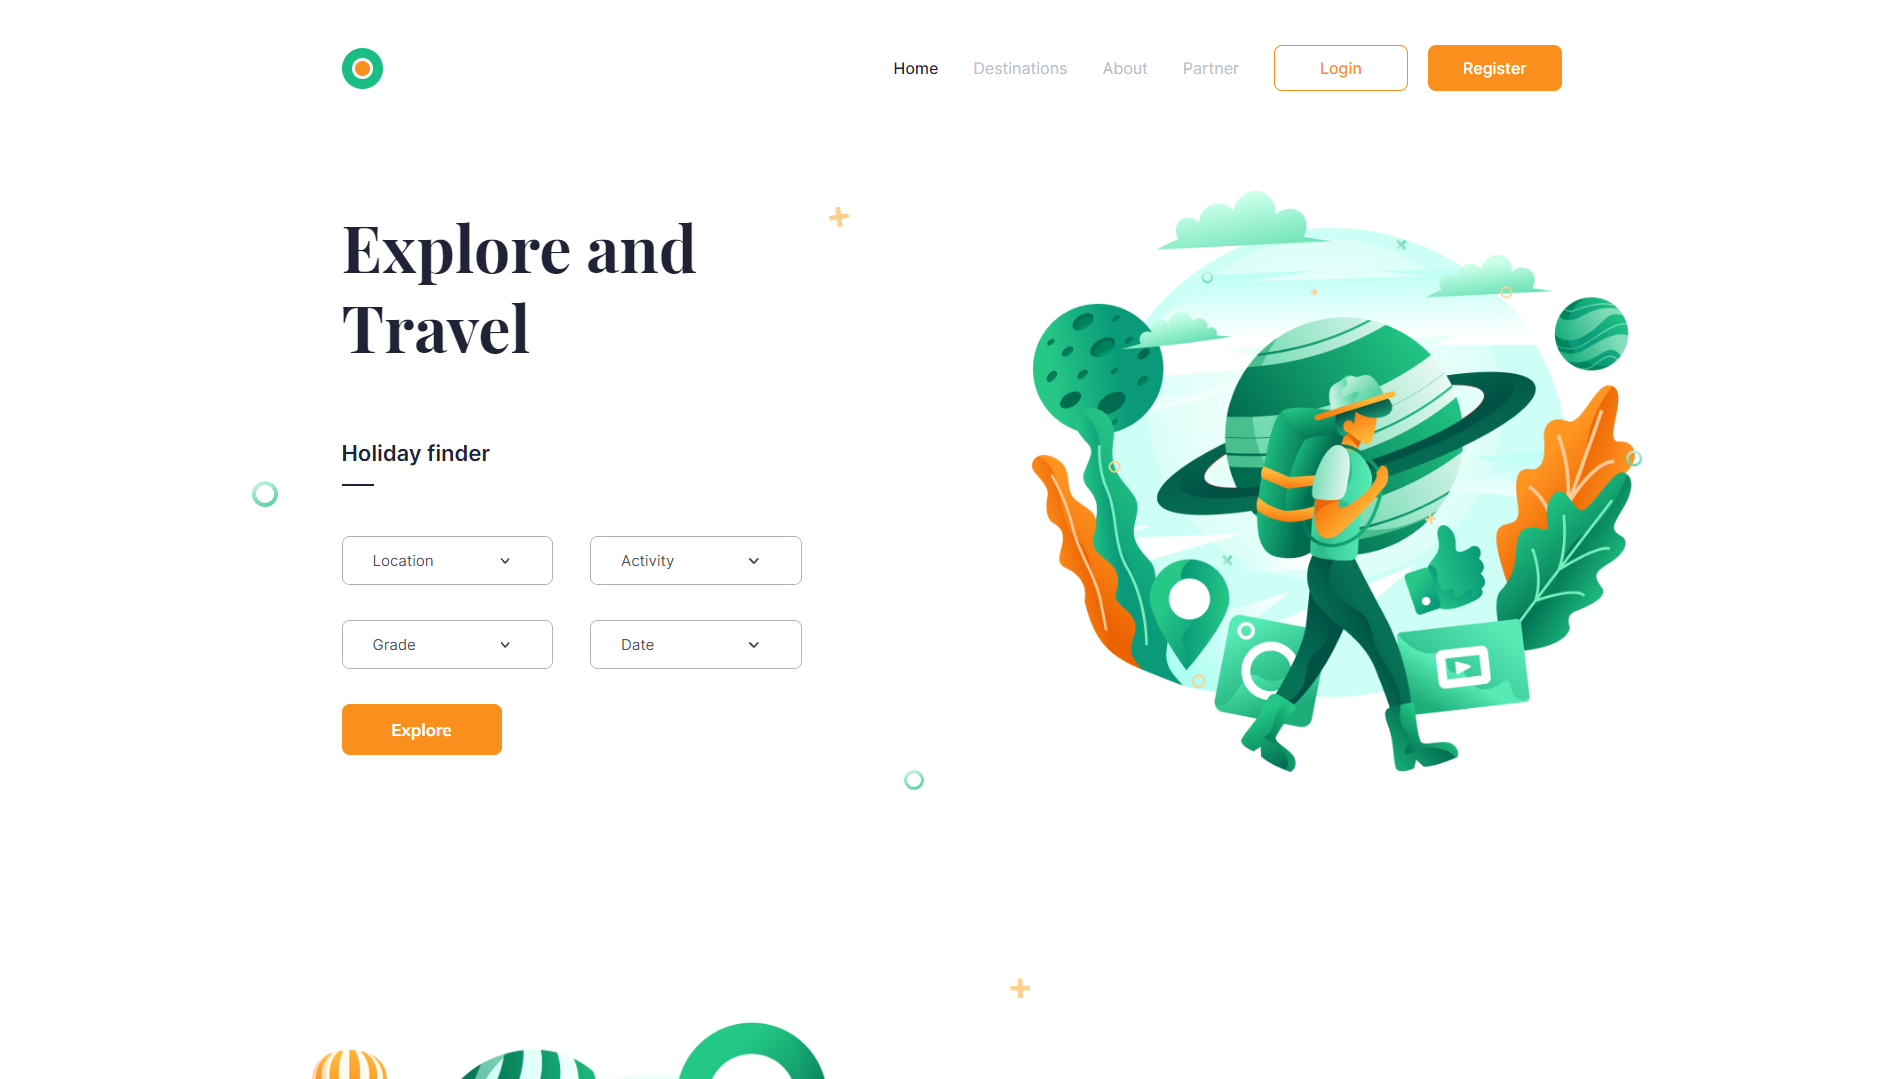 Home Destinations About Partner Login Register
Explore and
Travel
Holiday finder
Location Activity
Grade Date
Explore